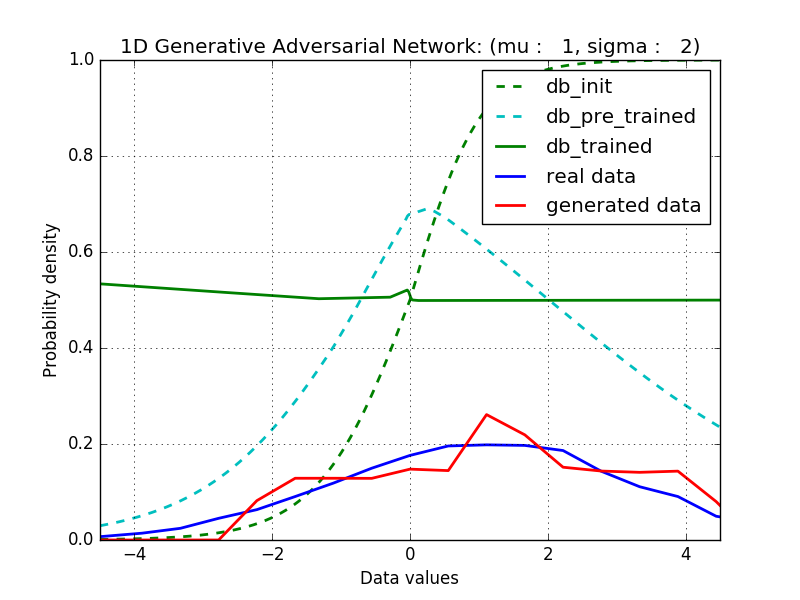 1D Generative Adversarial Network: (mu :   1, sigma :   2)
1.0
0.8
0.6
0.4
0.2
0.0
Probability density
db_init
db_pre_trained
db_trained
real data
generated data
−4 −2 0 2 4
Data values